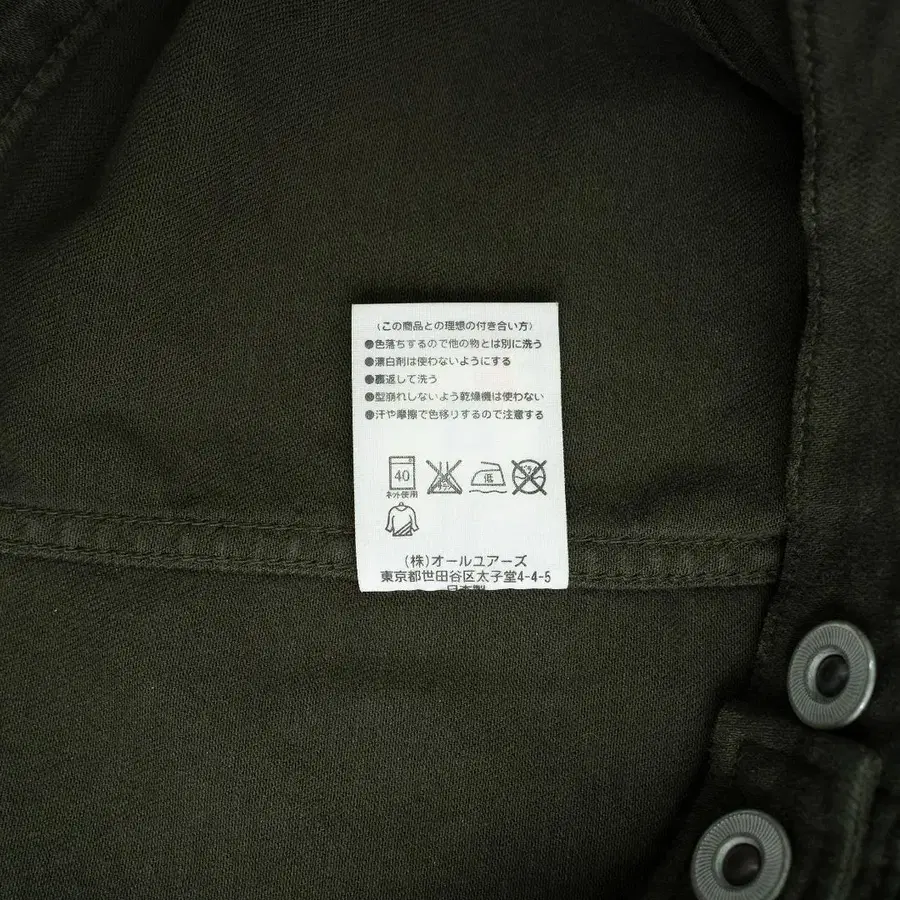 (この商品との理想の付き合い方)
●色落ちするので他の物とは別に洗う
●漂白剤は使わないようにする
●裏返して洗う
●型崩れしないよう乾燥機は使わない
●汗や摩擦で色移りするので注意する
40
ネット使用
低
(株)オールユアーズ
東京都世田谷区太子堂4-4-5
日本製